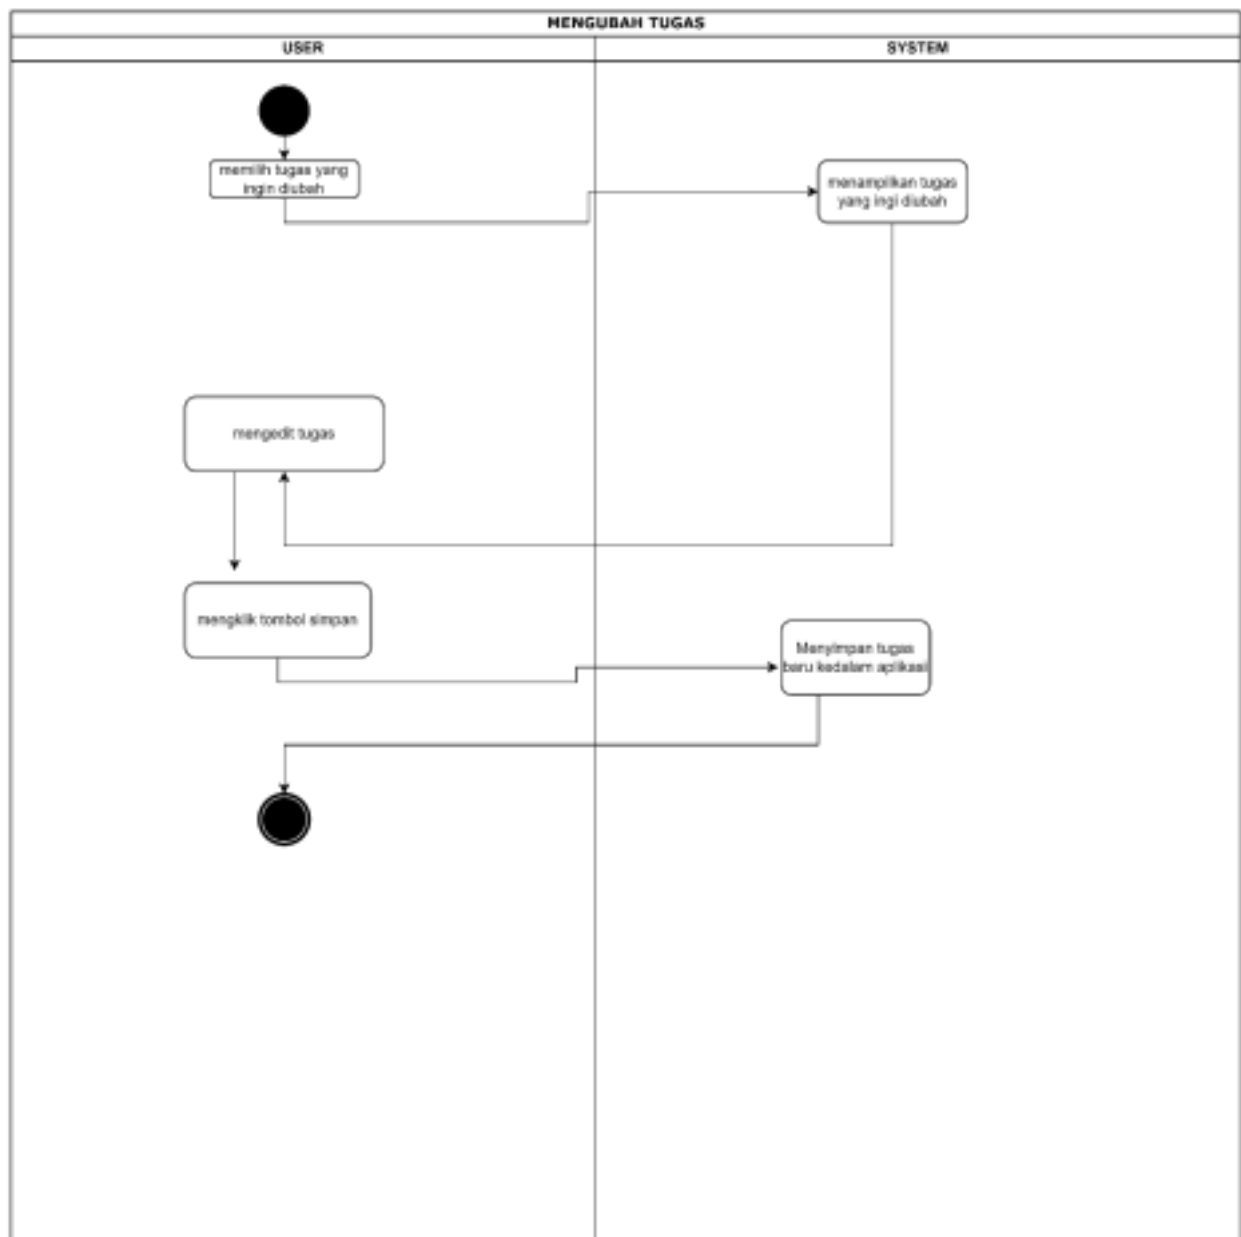 MENGUBAH TUGAS
USER
SYSTEM
memilih tugas yang
ingin diubah
menampilkan tugas
yang ingi diubah
mengedit tugas
mengklik tombol simpan
Menyimpan tugas
baru kedalam aplikasi